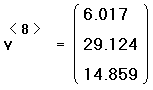 v<8> = (6.017
29.124
14.859)